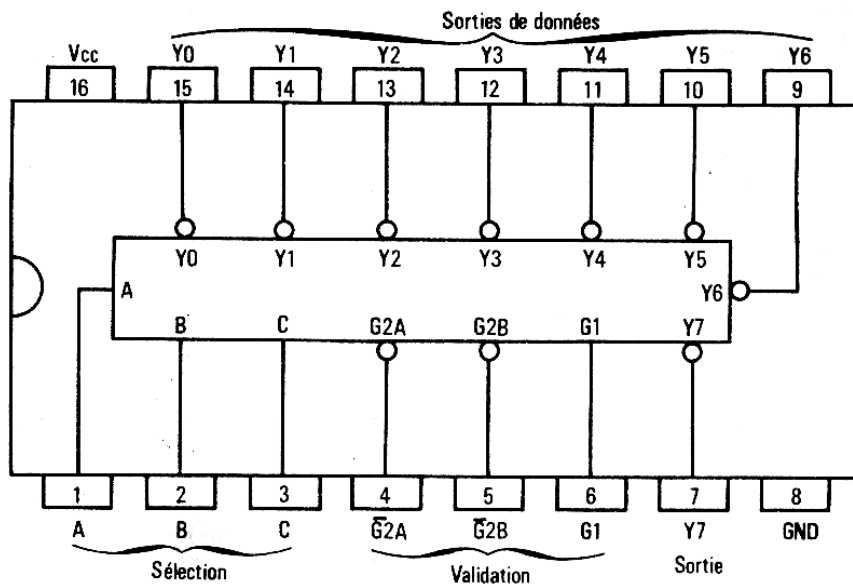 Sorties de données
Vcc Y0 Y1 Y2 Y3 Y4 Y5 Y6
16 15 14 13 12 11 10 9
Y0 Y1 Y2 Y3 Y4 Y5
A Y6
B C G2A G2B G1 Y7
1 2 3 4 5 6 7 8
A B C G̅2A G̅2B G1 Y7 GND
Sélection Validation Sortie